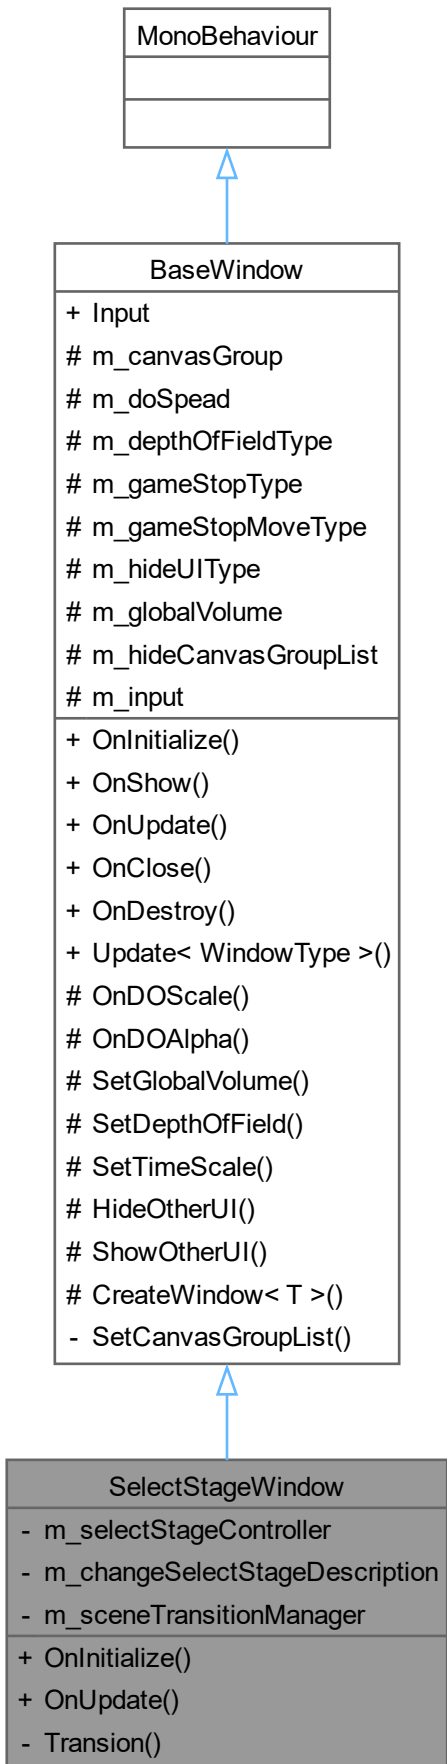 MonoBehaviour
BaseWindow
+ Input
# m_canvasGroup
# m_doSpead
# m_depthOfFieldType
# m_gameStopType
# m_gameStopMoveType
# m_hideUIType
# m_globalVolume
# m_hideCanvasGroupList
# m_input
+ OnInitialize()
+ OnShow()
+ OnUpdate()
+ OnClose()
+ OnDestroy()
+ Update< WindowType >()
# OnDOScale()
# OnDOAlpha()
# SetGlobalVolume()
# SetDepthOfField()
# SetTimeScale()
# HideOtherUI()
# ShowOtherUI()
# CreateWindow< T >()
- SetCanvasGroupList()
SelectStageWindow
- m_selectStageController
- m_changeSelectStageDescription
- m_sceneTransitionManager
+ OnInitialize()
+ OnUpdate()
- Transion()